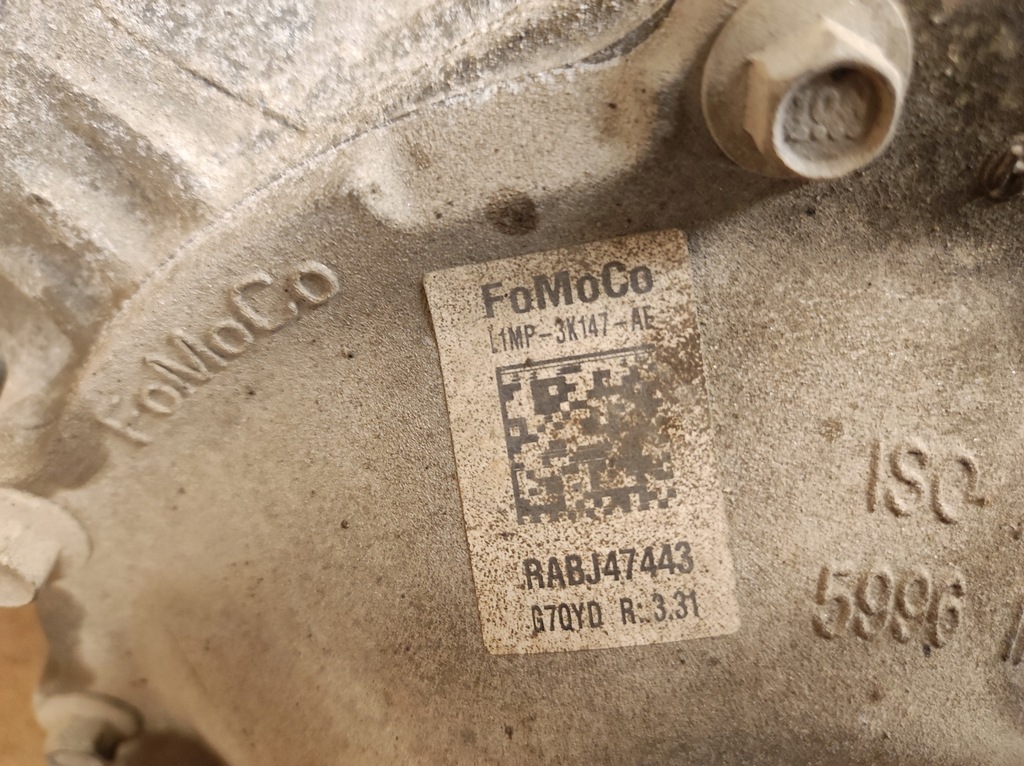 FoMoCo
FoMoCo
L1MP-3K147-AE
RABJ47443
G7QYD R: 3.31
ISO
5996